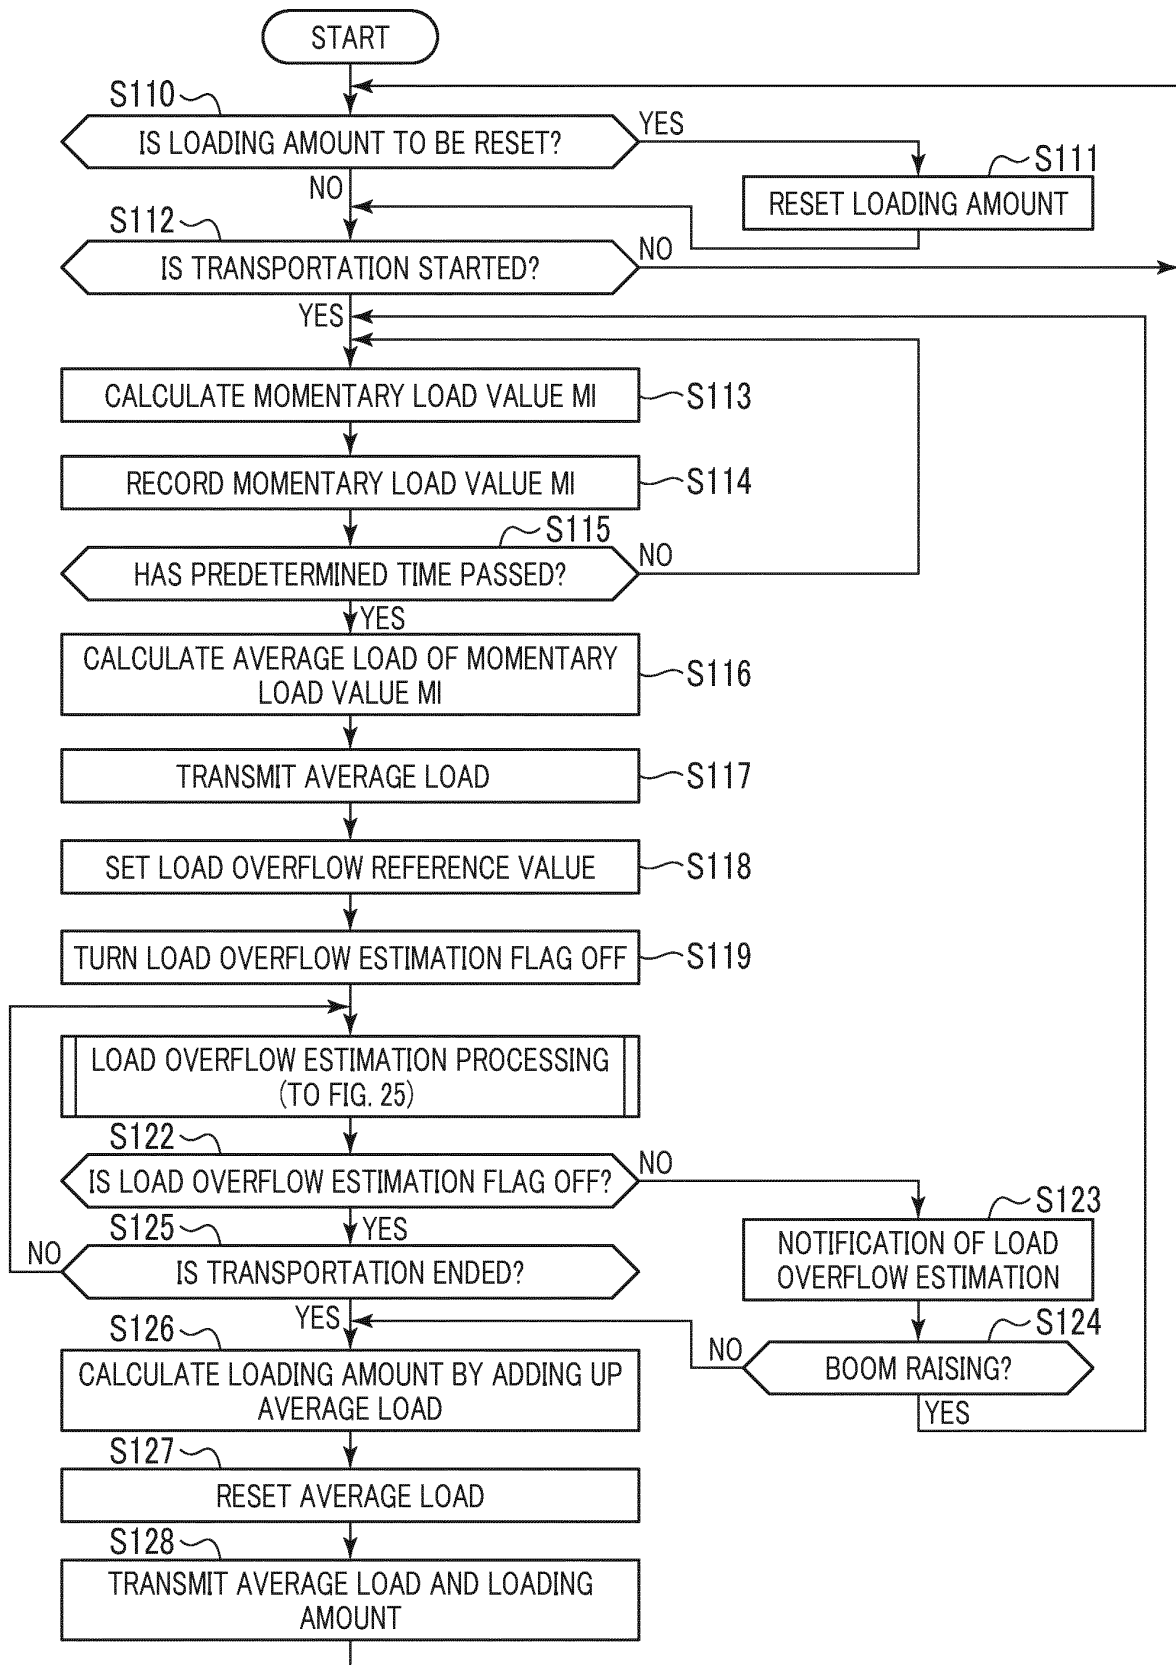 START
S110
IS LOADING AMOUNT TO BE RESET?
YES
S111
RESET LOADING AMOUNT
NO
S112
IS TRANSPORTATION STARTED?
NO
YES
CALCULATE MOMENTARY LOAD VALUE MI
S113
RECORD MOMENTARY LOAD VALUE MI
S114
S115
HAS PREDETERMINED TIME PASSED?
NO
YES
CALCULATE AVERAGE LOAD OF MOMENTARY
LOAD VALUE MI
S116
TRANSMIT AVERAGE LOAD
S117
SET LOAD OVERFLOW REFERENCE VALUE
S118
TURN LOAD OVERFLOW ESTIMATION FLAG OFF
S119
LOAD OVERFLOW ESTIMATION PROCESSING
(TO FIG. 25)
S122
IS LOAD OVERFLOW ESTIMATION FLAG OFF?
NO
YES
S123
NOTIFICATION OF LOAD
OVERFLOW ESTIMATION
S125
NO
IS TRANSPORTATION ENDED?
YES
S124
BOOM RAISING?
NO
YES
S126
CALCULATE LOADING AMOUNT BY ADDING UP
AVERAGE LOAD
S127
RESET AVERAGE LOAD
S128
TRANSMIT AVERAGE LOAD AND LOADING
AMOUNT